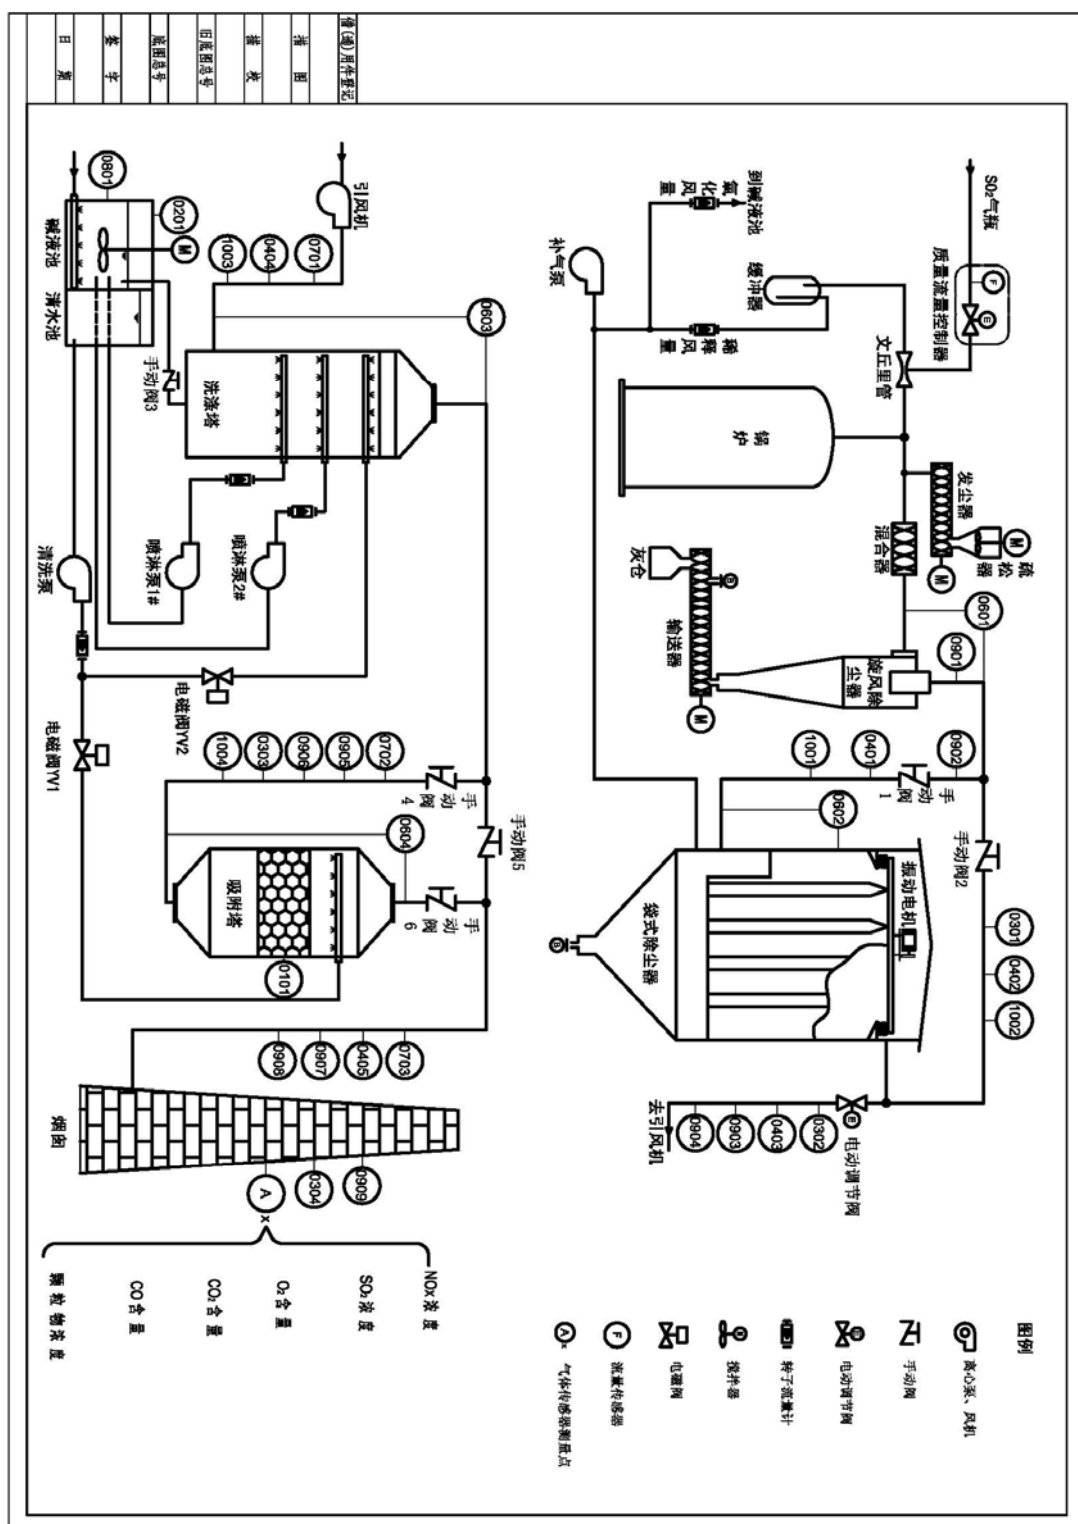 借(通)用件登记
描 图
描 校
旧底图总号
底图总号
签 字
日 期
SO₂气瓶
质量流量控制器
F
E
文丘里管
到碱液池
氧化风量
缓冲器
稀释风量
补气泵
锅炉
发尘器
疏松器
M
M
混合器
0601
0901
旋风除尘器
灰仓
B
输送器
M
0902
手动阀1
0401
1001
手动阀2
0602
振动电机
袋式除尘器
B
0301
0402
1002
电动调节阀
E
0302
0403
0903
0904
去引风机
引风机
0701
0404
1003
0603
0801
0201
M
碱液池
清水池
手动阀3
洗涤塔
喷淋泵2#
喷淋泵1#
清洗泵
电磁阀YV2
电磁阀YV1
手动阀4
0702
0905
0906
0303
1004
手动阀5
0604
手动阀6
吸附塔
0101
0703
0405
0907
0908
烟囱
0909
0304
A
x
NOx浓度
SO₂浓度
O₂含量
CO₂含量
CO含量
颗粒物浓度
图例
离心泵、风机
手动阀
E
电动调节阀
转子流量计
搅拌器
电磁阀
F
流量传感器
A
x
气体传感器测量点